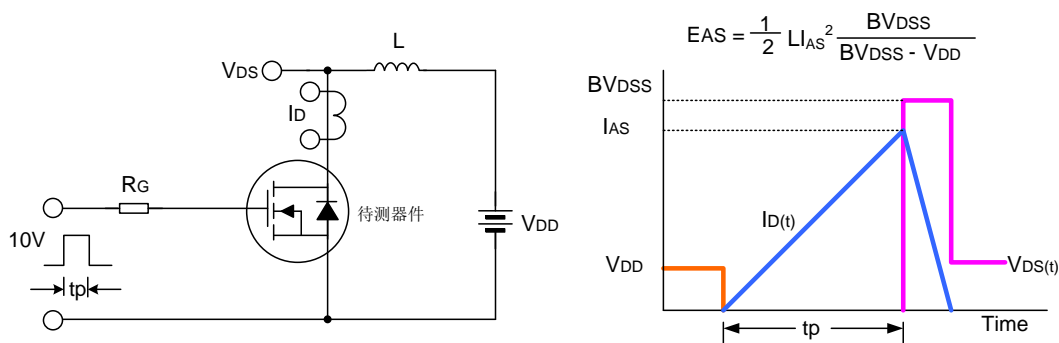 L
VDS
ID
RG
待测器件
VDD
10V
tp
EAS = 1/2 LIAS² BVDSS / BVDSS - VDD
BVDSS
IAS
ID(t)
VDD
VDS(t)
tp
Time